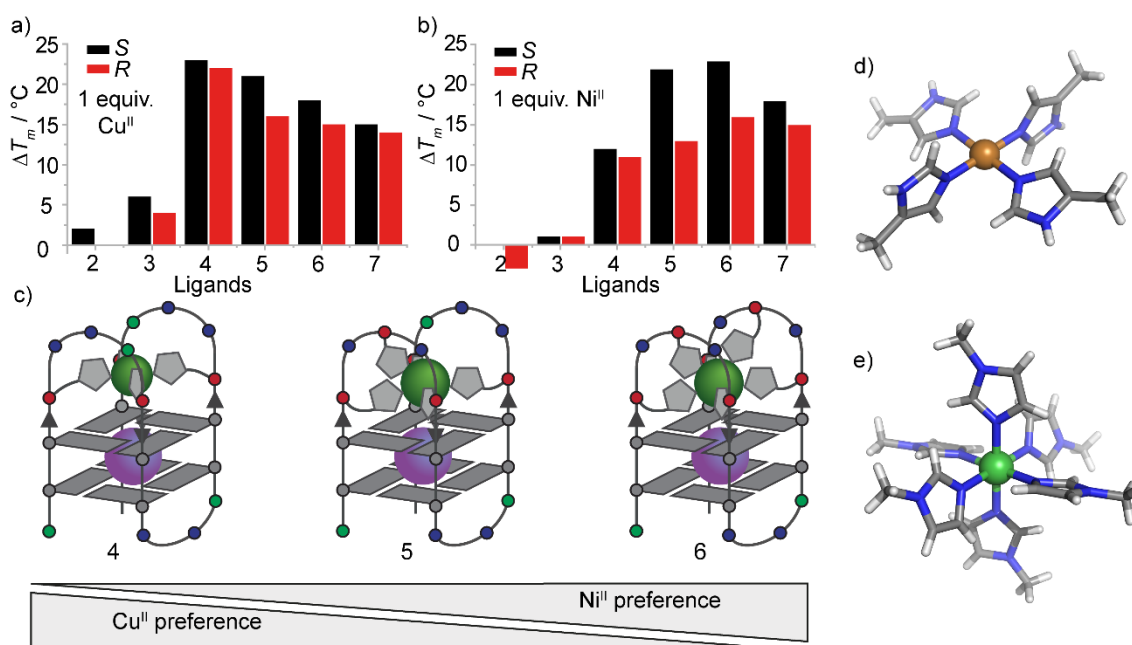 a)
25
20
15
10
5
0
ΔTm / °C
S
R
1 equiv.
CuII
2 3 4 5 6 7
Ligands
b)
25
20
15
10
5
0
ΔTm / °C
S
R
1 equiv. NiII
2 3 4 5 6 7
Ligands
c)
4 5 6
NiII preference
CuII preference
d)
e)